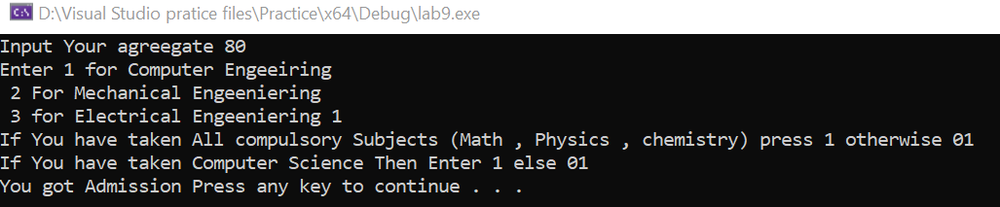 D:\Visual Studio pratice files\Practice\x64\Debug\lab9.exe
Input Your agreegate 80
Enter 1 for Computer Engeeiring
 2 For Mechanical Engeeniering
 3 for Electrical Engeeniering 1
If You have taken All compulsory Subjects (Math , Physics , chemistry) press 1 otherwise 01
If You have taken Computer Science Then Enter 1 else 01
You got Admission Press any key to continue . . .